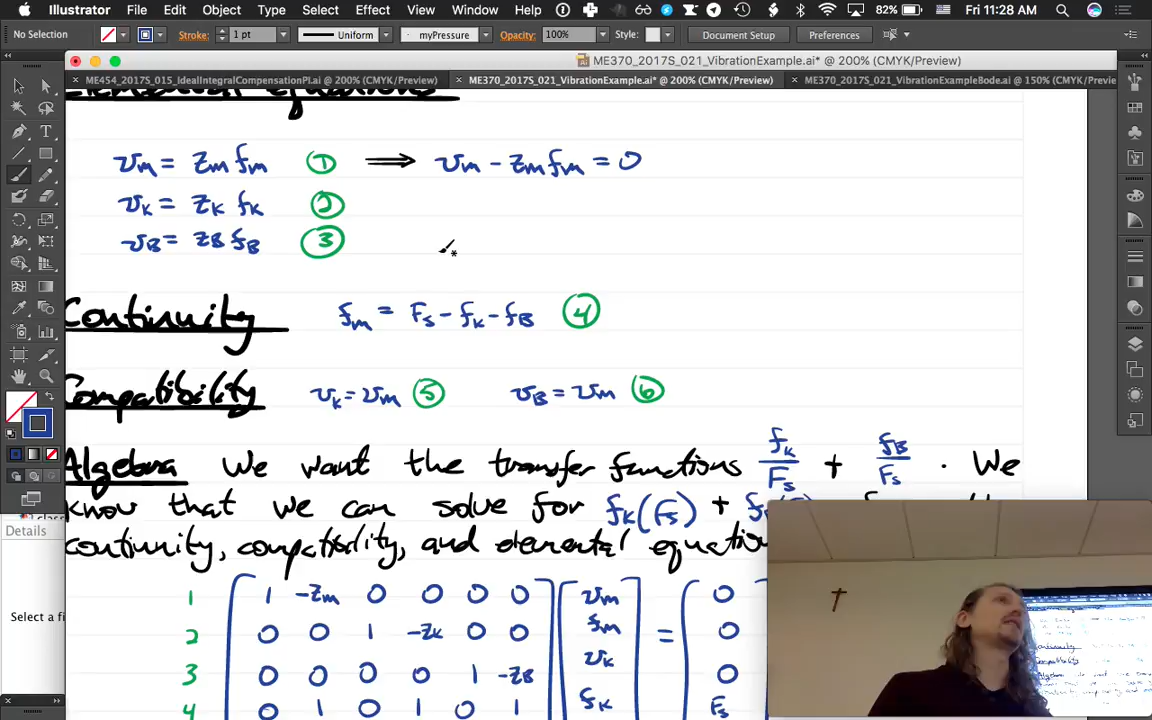 Illustrator File Edit Object Type Select Effect View Window Help 82% Fri 11:28 AM
No Selection Stroke: 1 pt Uniform myPressure Opacity: 100% Style: Document Setup Preferences
ME370_2017S_021_VibrationExample.ai* @ 200% (CMYK/Preview)
× ME454_2017S_015_IdealIntegralCompensationPI.ai @ 200% (CMYK/Preview) × ME370_2017S_021_VibrationExample.ai* @ 200% (CMYK/Preview) × ME370_2017S_021_VibrationExampleBode.ai @ 150% (CMYK/Preview)
vm = Zm fm 1 ⟹ vm - Zm fm = 0
vk = Zk fk 2
vB = ZB fB 3
Continuity fm = Fs - fk - fB 4
Compatibility vk = vm 5 vB = vm 6
Algebra We want the transfer functions fk/Fs + fB/Fs . We
know that we can solve for fk(Fs) +
continuity, compatibility, and elemental
Details
Select a fi
1 1 -Zm 0 0 0 0 vm 0
2 0 0 1 -Zk 0 0 fm = 0
3 0 0 0 0 1 -ZB vk 0
4 0 1 0 1 0 1 fk Fs